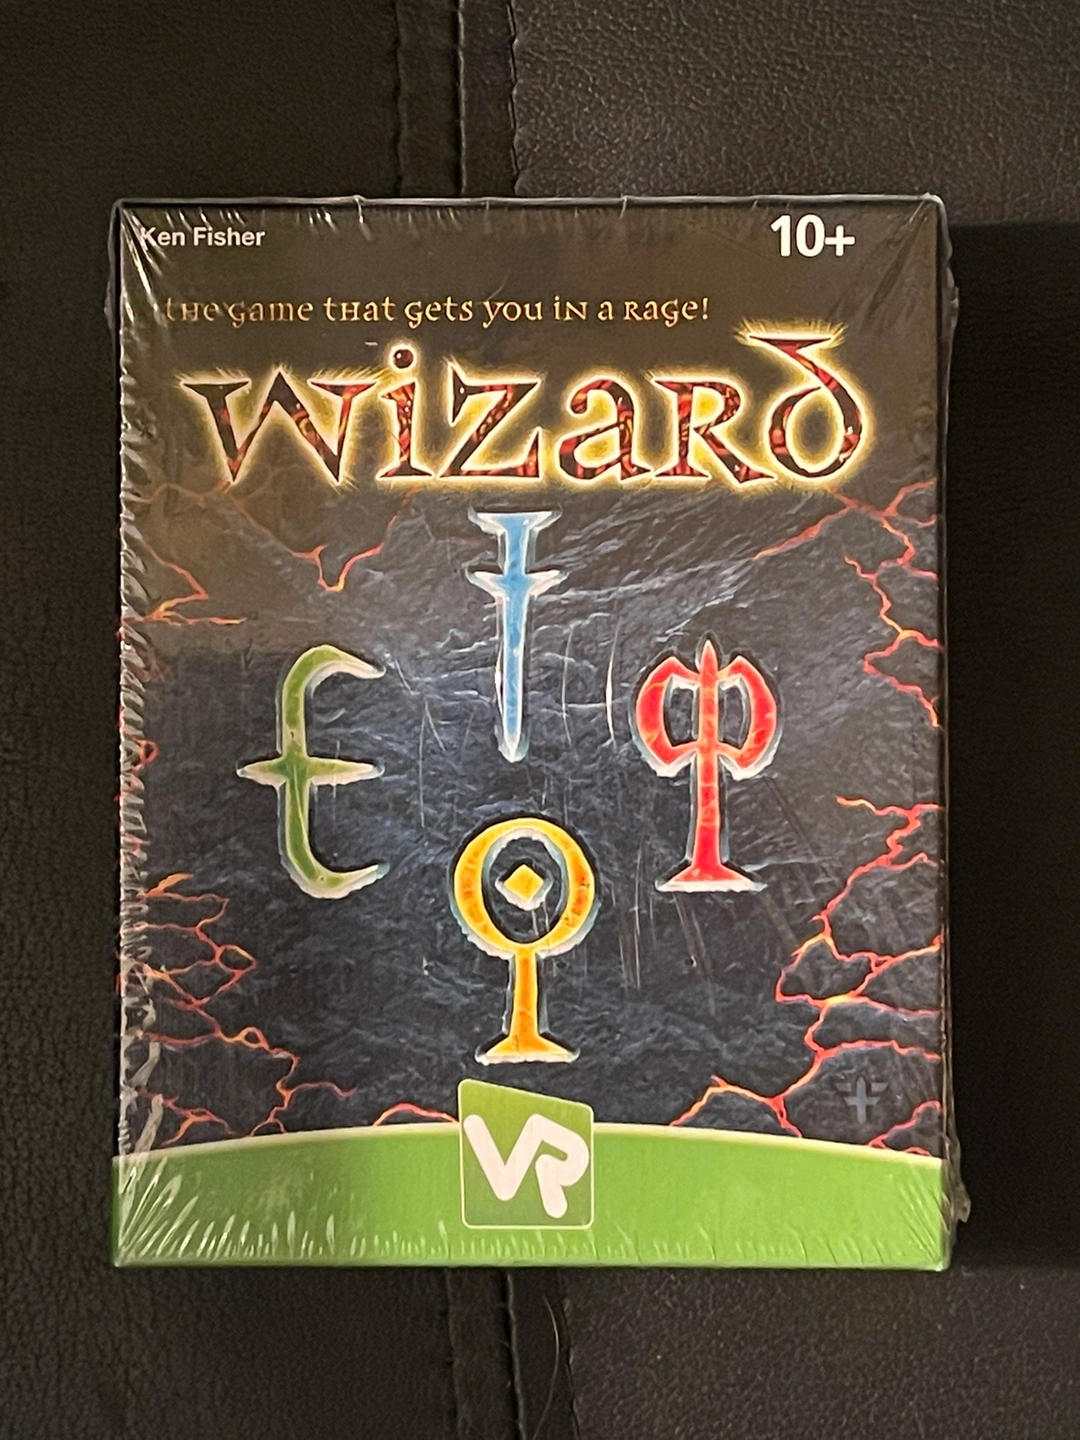 Ken Fisher
10+
the game that gets you in a rage!
wizard
VR